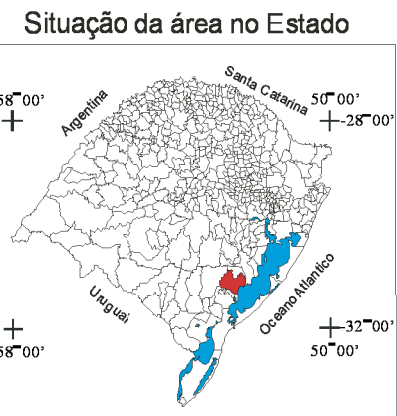 Situação da área no Estado
Argentina
Santa Catarina
58 00'
50 00'
-28 00'
Uruguai
Oceano Atlantico
-32 00'
58 00'
50 00'